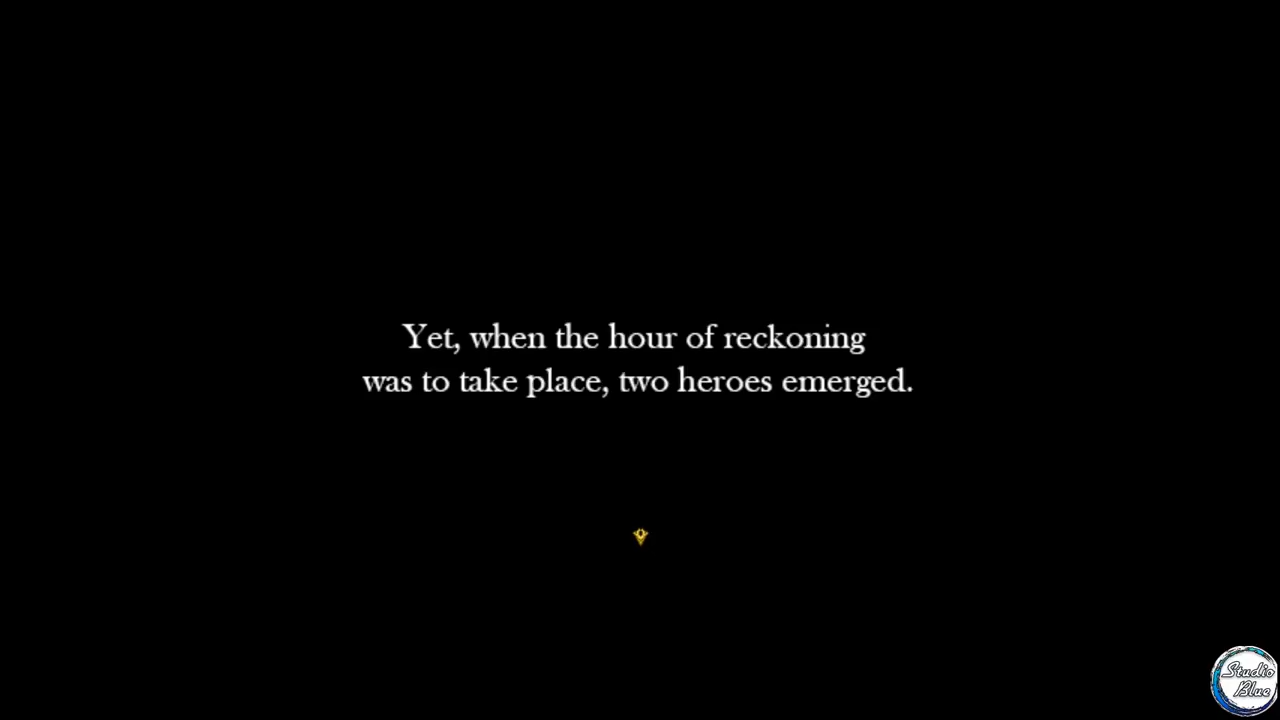 Yet, when the hour of reckoning
was to take place, two heroes emerged.
Studio
Blue